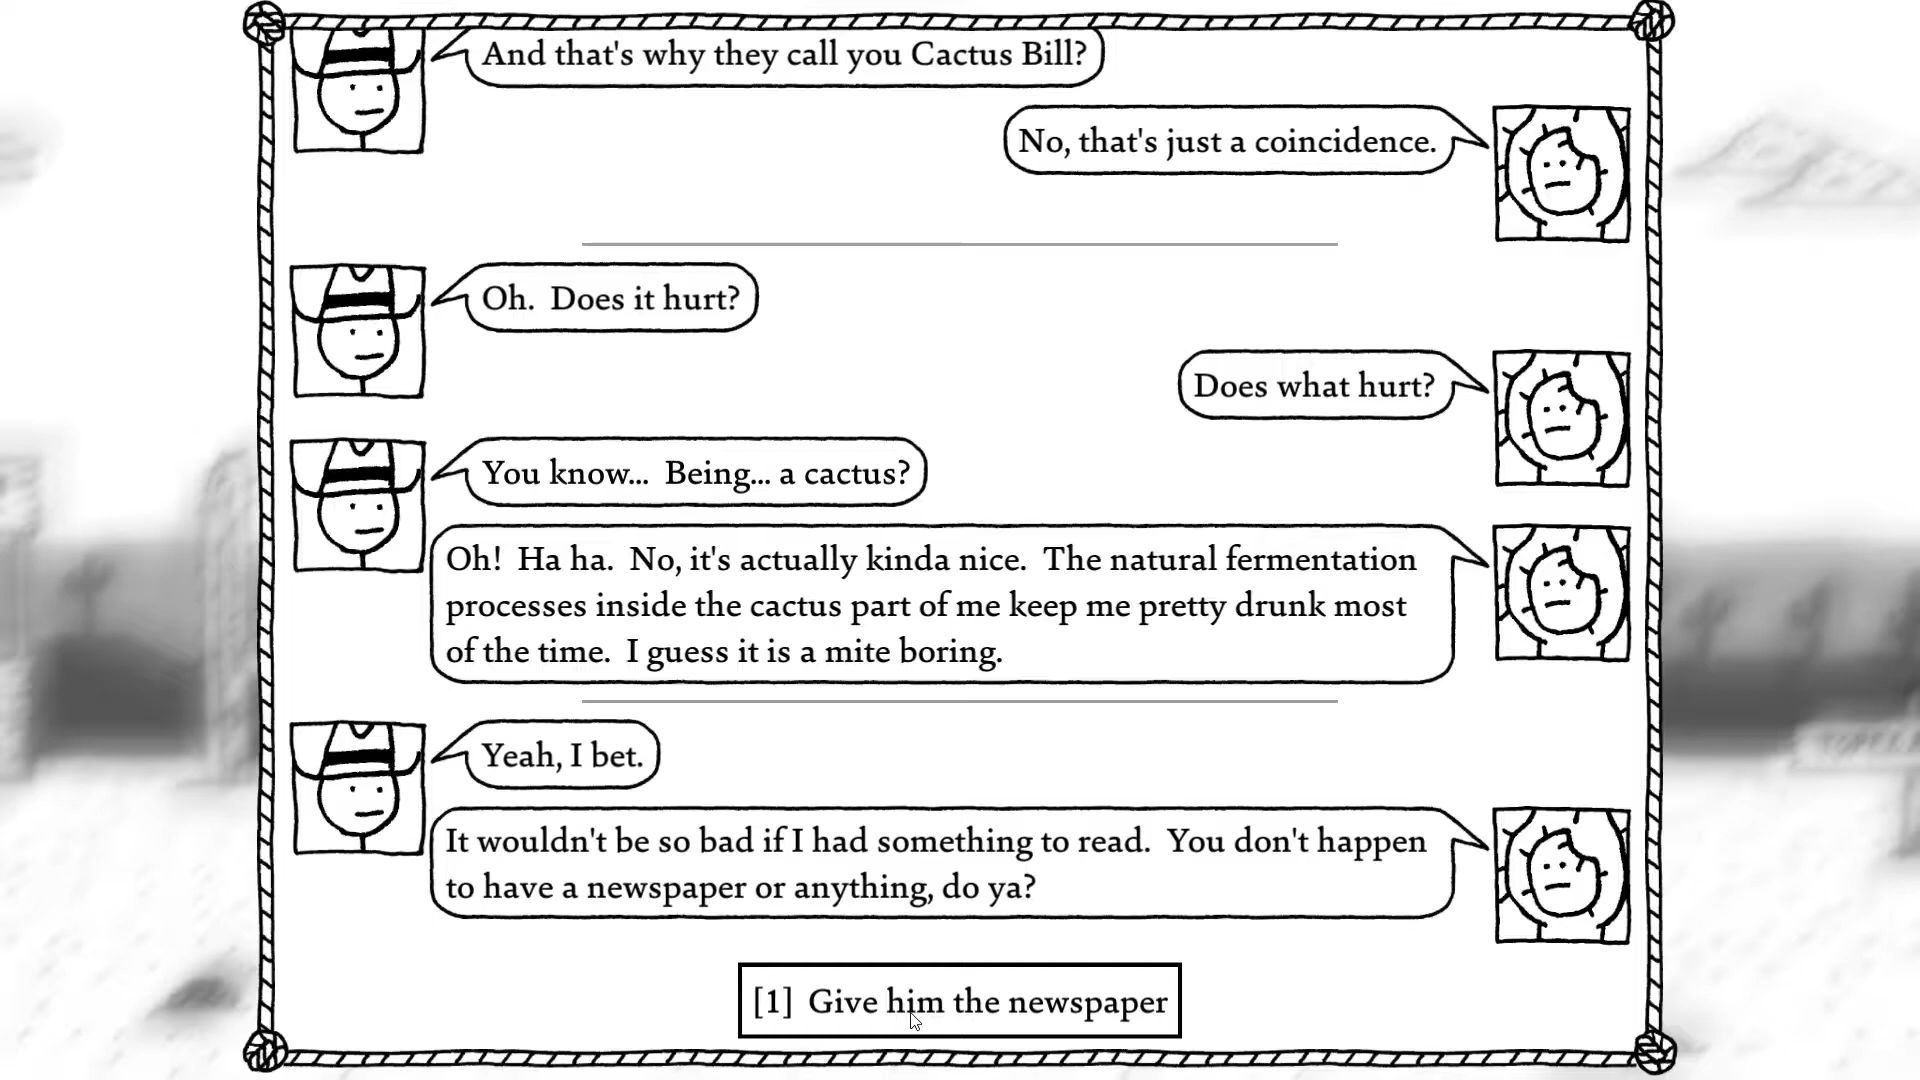 And that's why they call you Cactus Bill?
No, that's just a coincidence.
Oh.  Does it hurt?
Does what hurt?
You know...  Being... a cactus?
Oh!  Ha ha.  No, it's actually kinda nice.  The natural fermentation
processes inside the cactus part of me keep me pretty drunk most
of the time.  I guess it is a mite boring.
Yeah, I bet.
It wouldn't be so bad if I had something to read.  You don't happen
to have a newspaper or anything, do ya?
[1]  Give him the newspaper